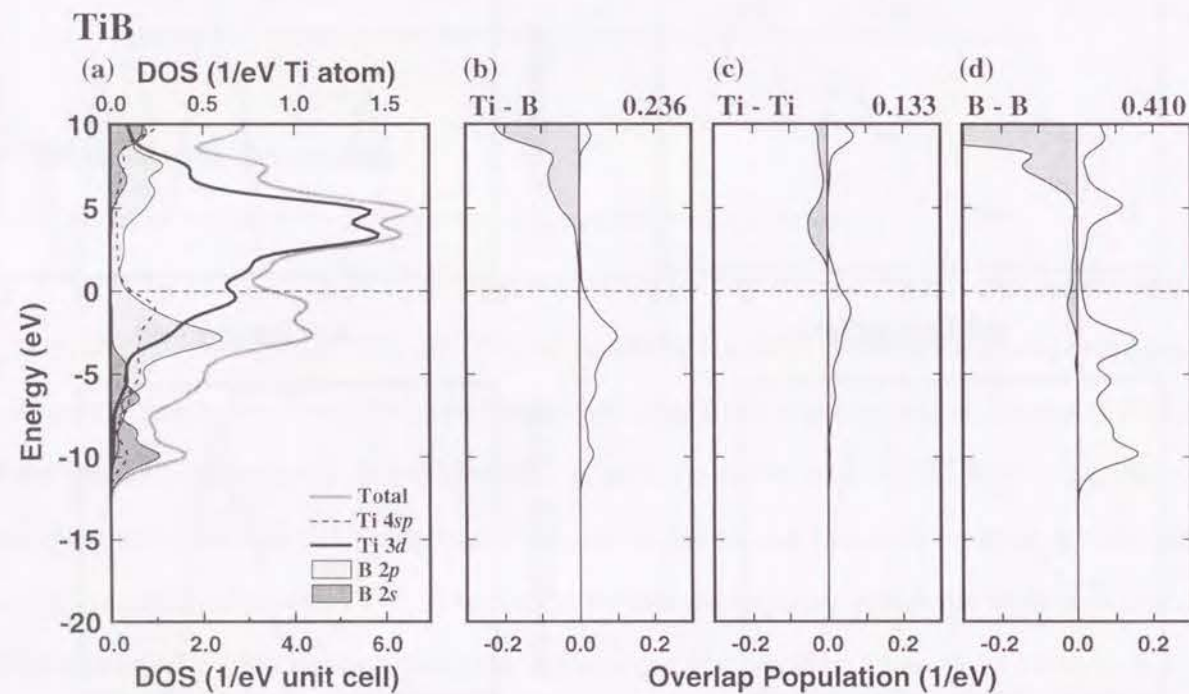 TiB
(a) (b) (c) (d)
DOS (1/eV Ti atom)
0.0 0.5 1.0 1.5
Ti - B 0.236
Ti - Ti 0.133
B - B 0.410
Energy (eV)
10
5
0
-5
-10
-15
-20
Total
Ti 4sp
Ti 3d
B 2p
B 2s
0.0 2.0 4.0 6.0
-0.2 0.0 0.2
-0.2 0.0 0.2
-0.2 0.0 0.2
DOS (1/eV unit cell)
Overlap Population (1/eV)